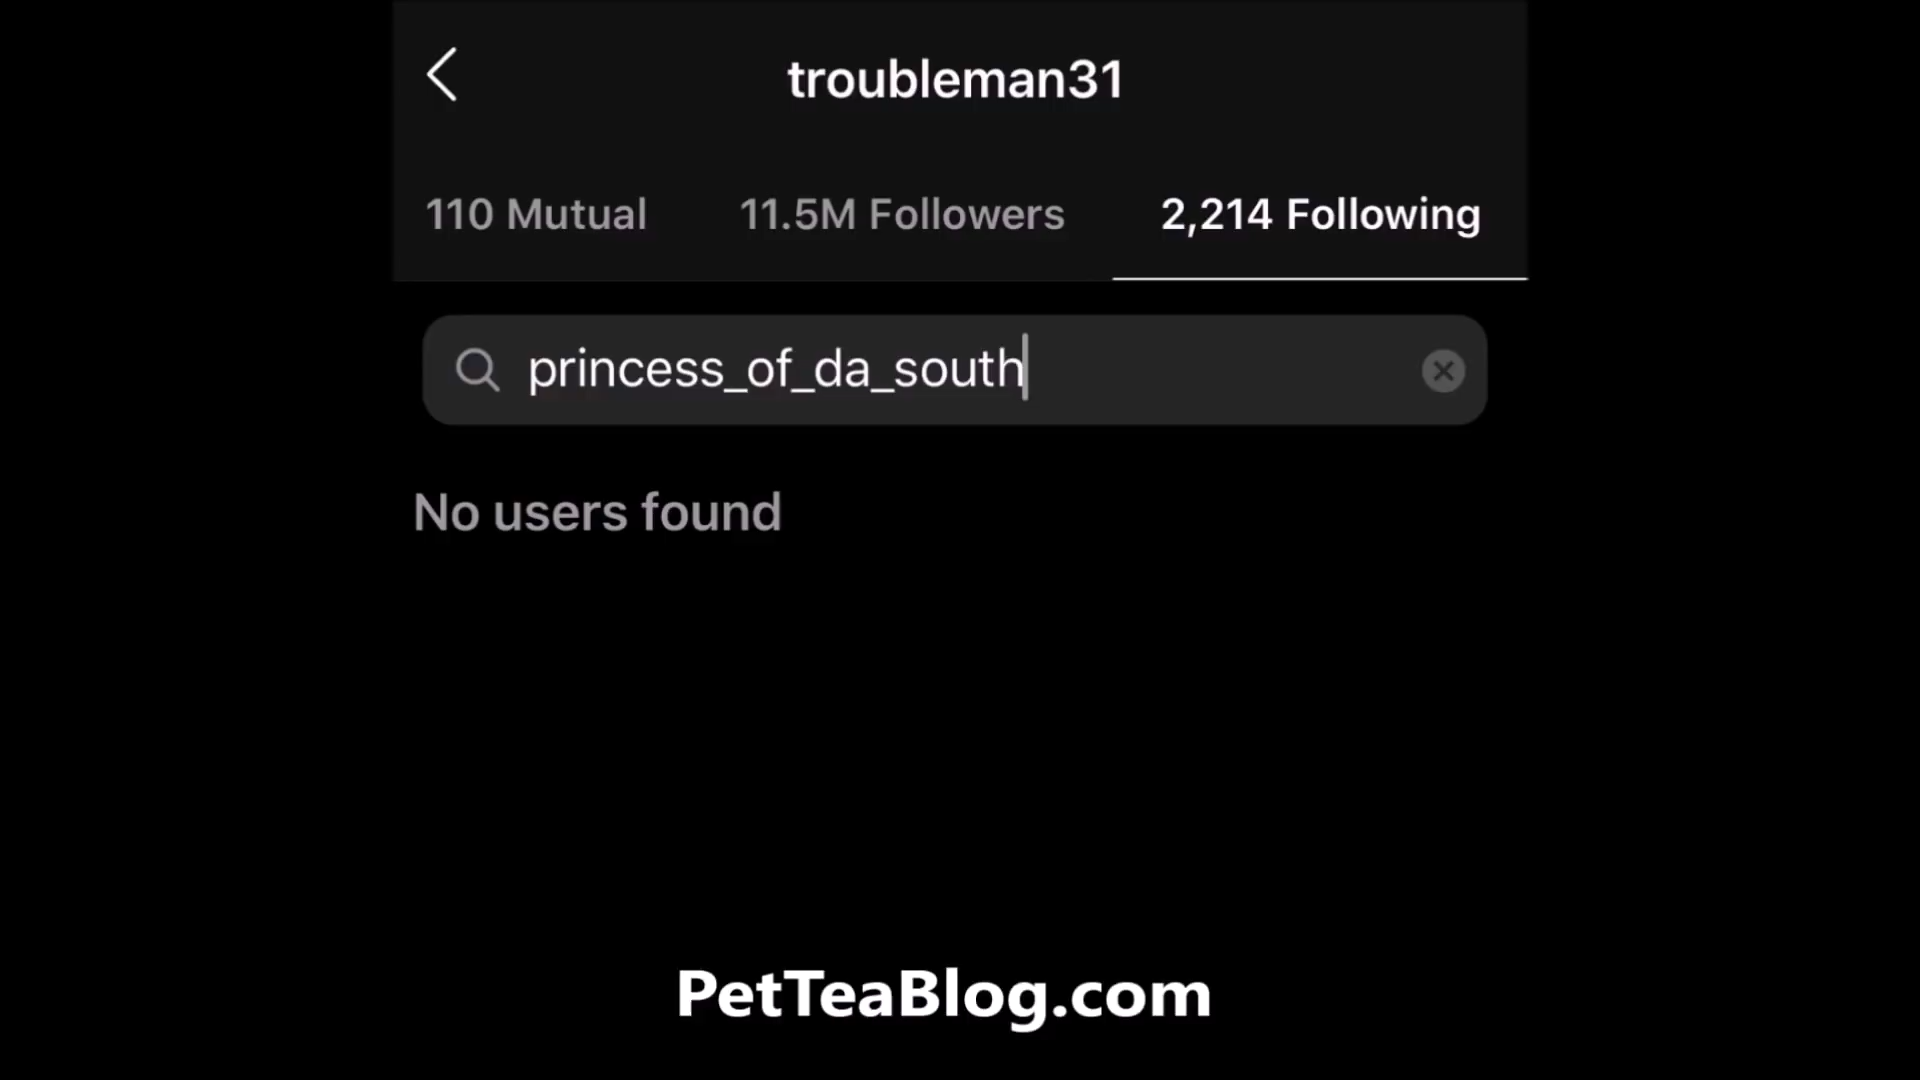 troubleman31
110 Mutual 11.5M Followers 2,214 Following
princess_of_da_south
No users found
PetTeaBlog.com